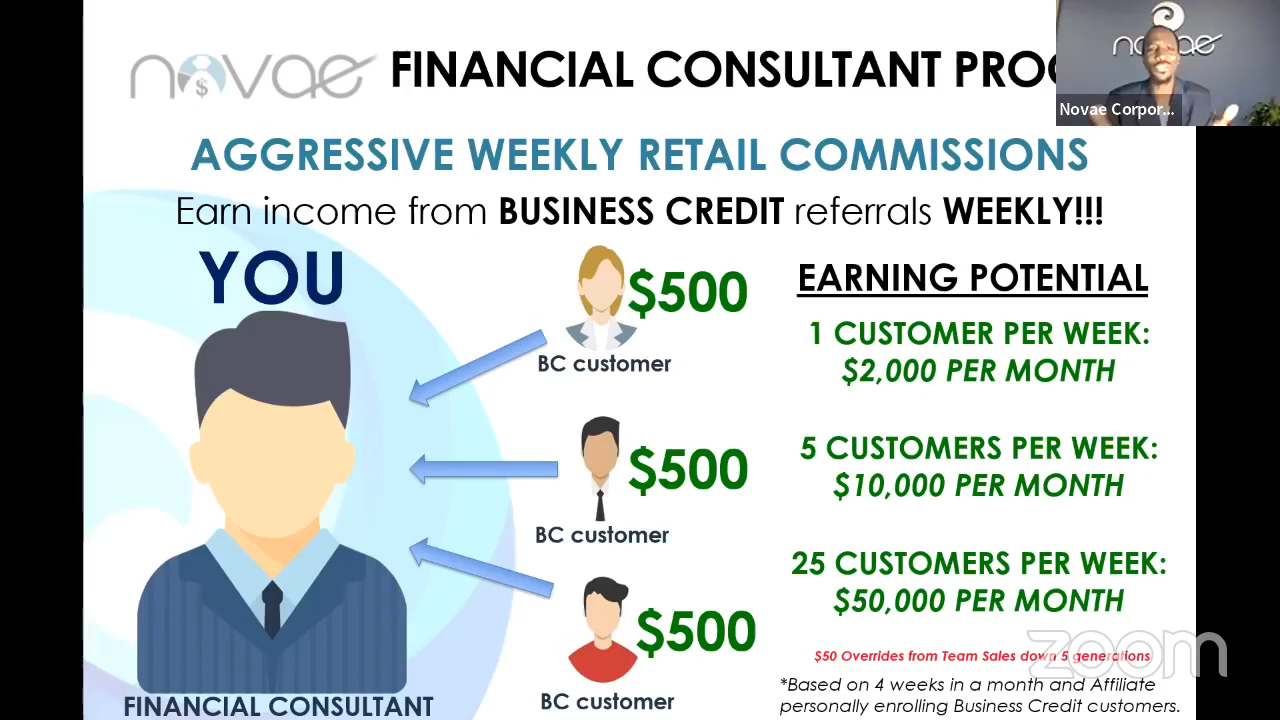 novae FINANCIAL CONSULTANT PROG
novae
Novae Corpor...
AGGRESSIVE WEEKLY RETAIL COMMISSIONS
Earn income from BUSINESS CREDIT referrals WEEKLY!!!
YOU
$500
BC customer
$500
BC customer
$500
BC customer
FINANCIAL CONSULTANT
EARNING POTENTIAL
1 CUSTOMER PER WEEK:
$2,000 PER MONTH
5 CUSTOMERS PER WEEK:
$10,000 PER MONTH
25 CUSTOMERS PER WEEK:
$50,000 PER MONTH
zoom
$50 Overrides from Team Sales down 5 generations
*Based on 4 weeks in a month and Affiliate
personally enrolling Business Credit customers.